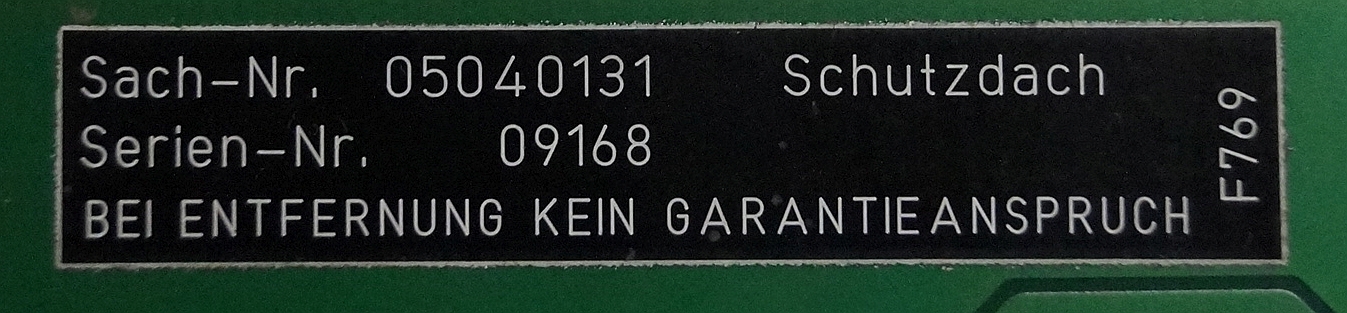 Sach-Nr. 05040131 Schutzdach
Serien-Nr. 09168
BEI ENTFERNUNG KEIN GARANTIEANSPRUCH
F769